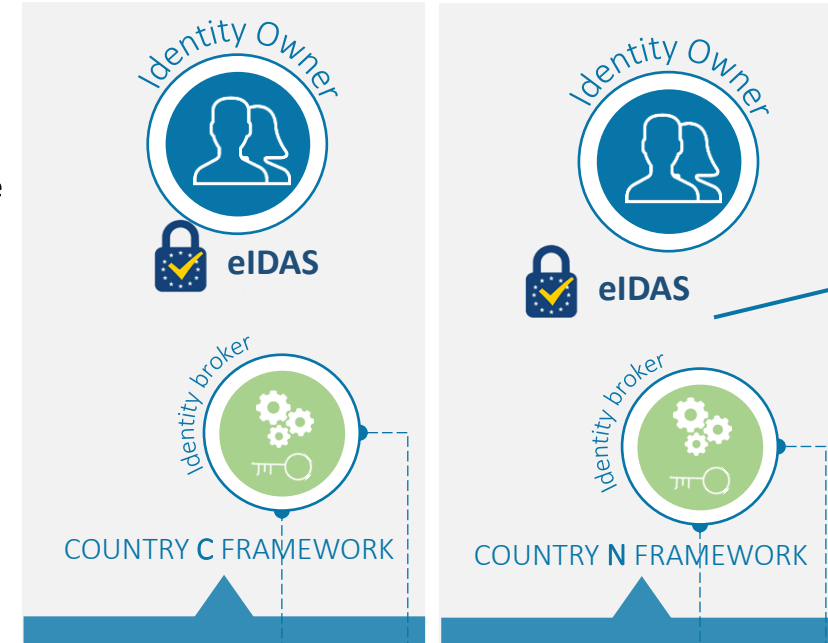 Identity Owner
eIDAS
Identity broker
COUNTRY C FRAMEWORK
Identity Owner
eIDAS
Identity broker
COUNTRY N FRAMEWORK